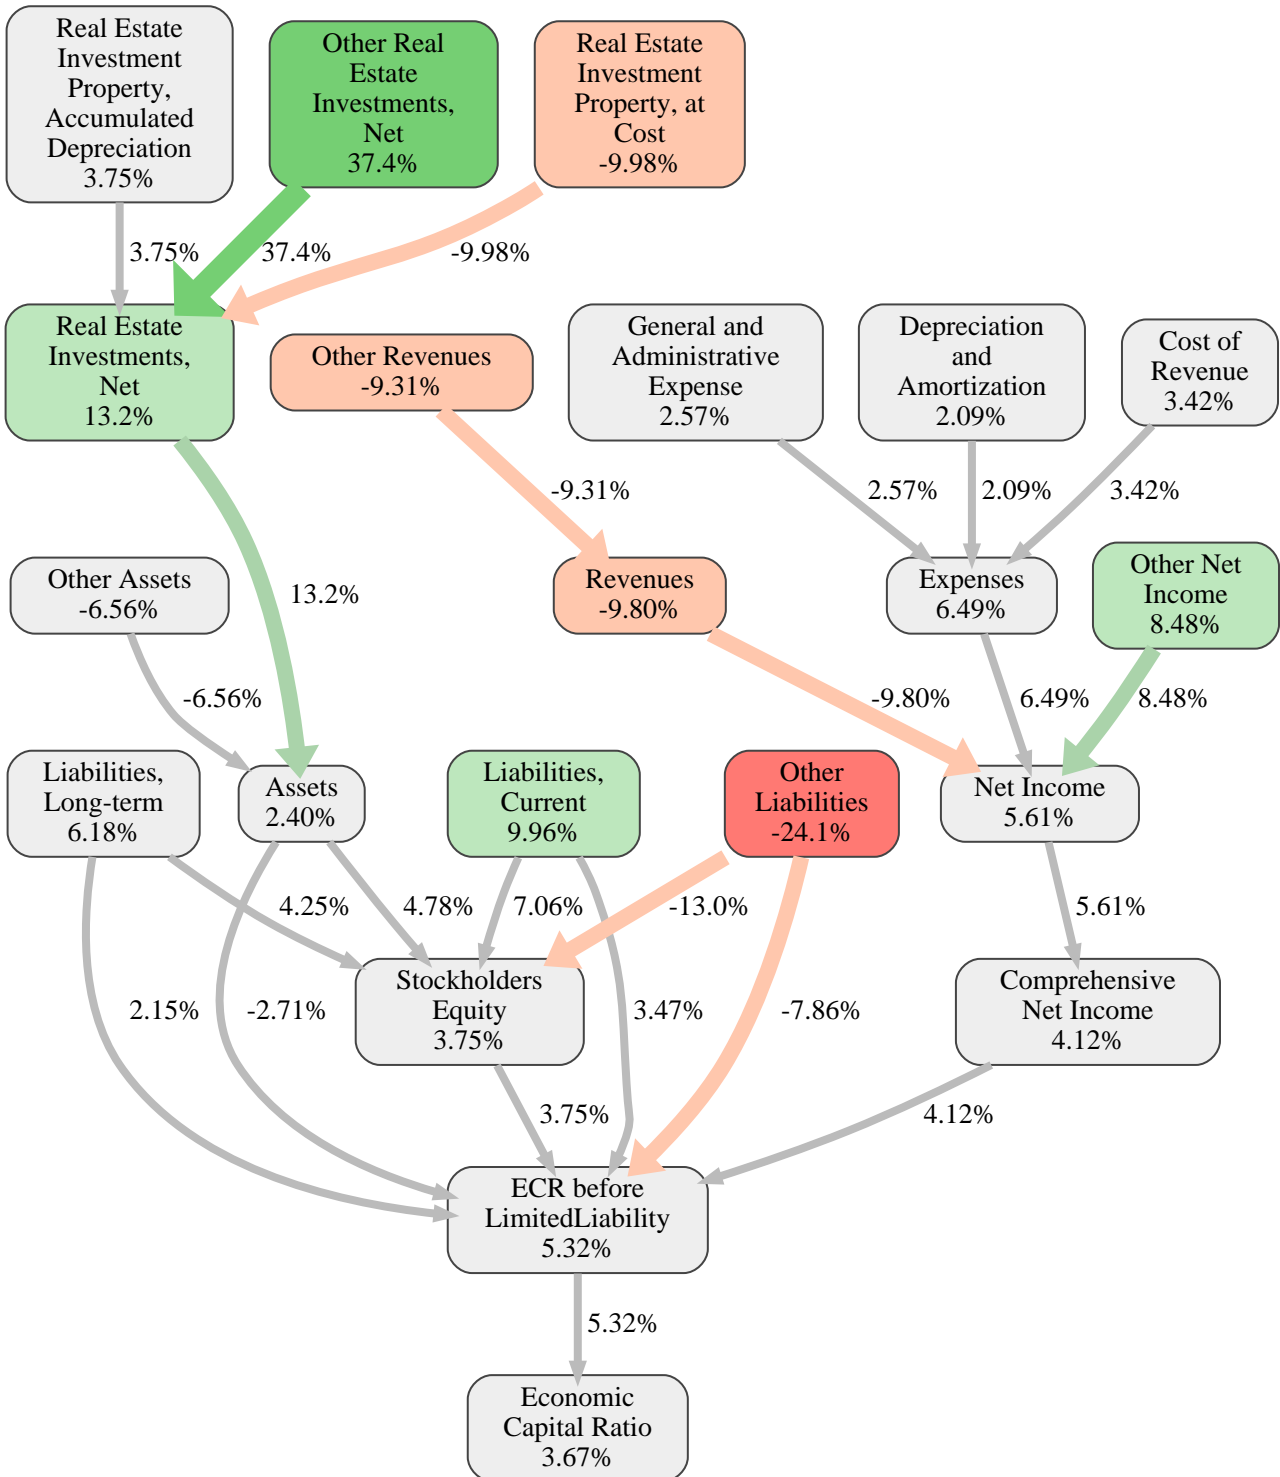 Real Estate
Investment
Property,
Accumulated
Depreciation
3.75%
Other Real
Estate
Investments,
Net
37.4%
Real Estate
Investment
Property, at
Cost
-9.98%
3.75%
37.4%
-9.98%
Real Estate
Investments,
Net
13.2%
Other Revenues
-9.31%
General and
Administrative
Expense
2.57%
Depreciation
and
Amortization
2.09%
Cost of
Revenue
3.42%
-9.31%
2.57%
2.09%
3.42%
Other Assets
-6.56%
13.2%
Revenues
-9.80%
Expenses
6.49%
Other Net
Income
8.48%
-6.56%
-9.80%
6.49%
8.48%
Liabilities,
Long-term
6.18%
Assets
2.40%
Liabilities,
Current
9.96%
Other
Liabilities
-24.1%
Net Income
5.61%
4.25%
4.78%
7.06%
-13.0%
5.61%
2.15%
-2.71%
Stockholders
Equity
3.75%
3.47%
-7.86%
Comprehensive
Net Income
4.12%
3.75%
4.12%
ECR before
LimitedLiability
5.32%
5.32%
Economic
Capital Ratio
3.67%